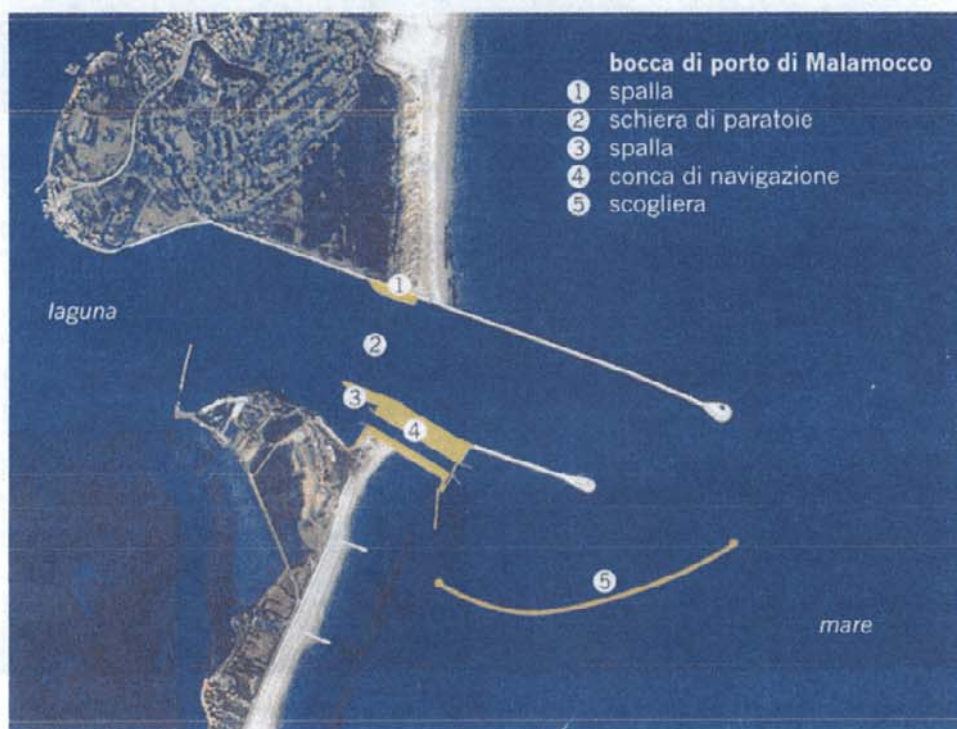 bocca di porto di Malamocco
1 spalla
2 schiera di paratoie
3 spalla
4 conca di navigazione
5 scogliera
1
laguna
2
3
4
5
mare